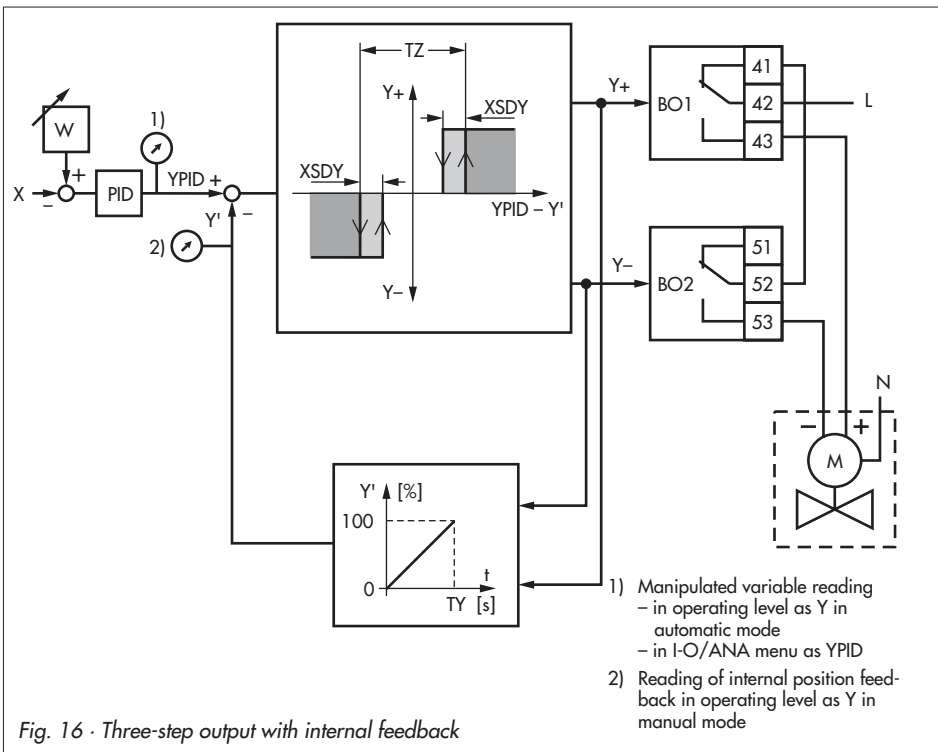 TZ
Y+
XSDY
XSDY
YPID – Y'
Y–
W
1)
+
X
–
PID
YPID +
Y'
–
2)
Y+
BO1
41
42
43
L
Y–
BO2
51
52
53
N
–
+
M
Y' [%]
100
0
t
TY [s]
1) Manipulated variable reading
– in operating level as Y in
automatic mode
– in I-O/ANA menu as YPID
2) Reading of internal position feed-
back in operating level as Y in
manual mode
Fig. 16 · Three-step output with internal feedback